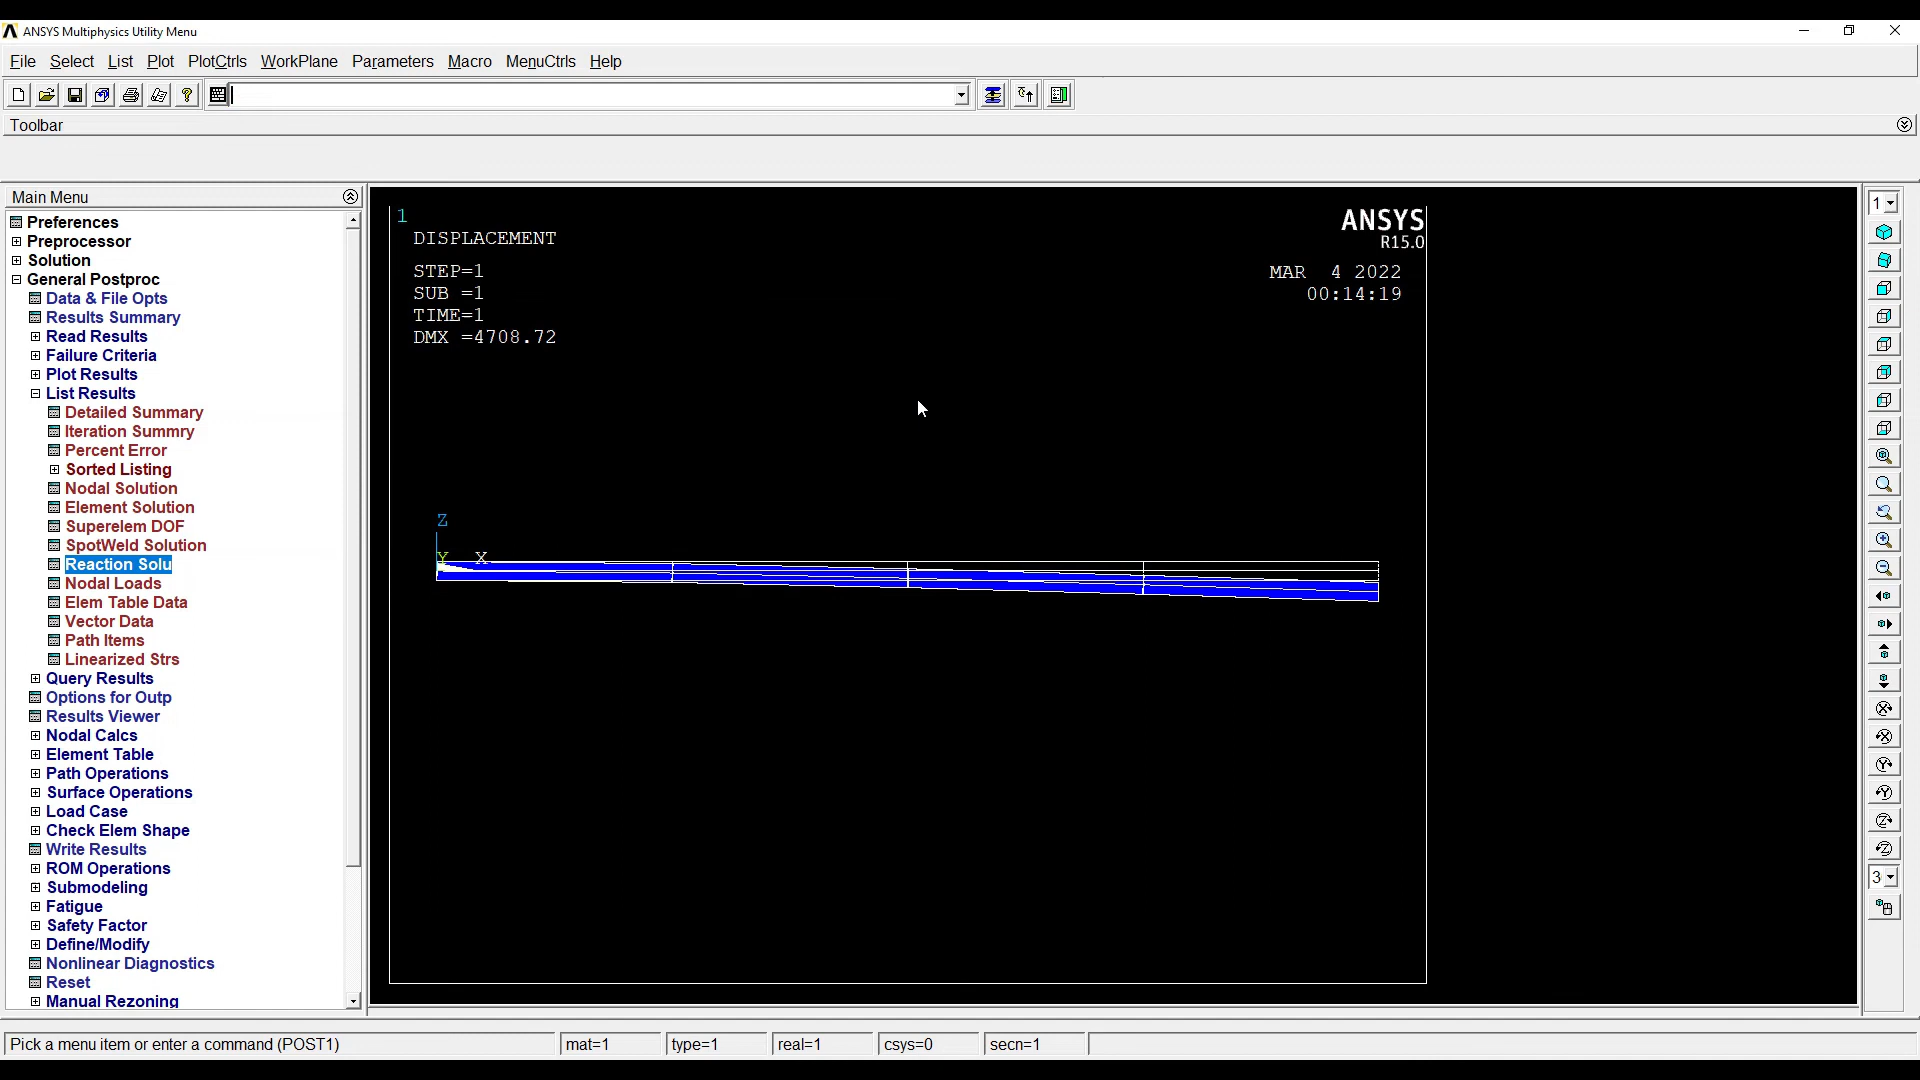 ANSYS Multiphysics Utility Menu
File Select List Plot PlotCtrls WorkPlane Parameters Macro MenuCtrls Help
Toolbar
Main Menu
Preferences
Preprocessor
Solution
General Postproc
Data & File Opts
Results Summary
Read Results
Failure Criteria
Plot Results
List Results
Detailed Summary
Iteration Summry
Percent Error
Sorted Listing
Nodal Solution
Element Solution
Superelem DOF
SpotWeld Solution
Reaction Solu
Nodal Loads
Elem Table Data
Vector Data
Path Items
Linearized Strs
Query Results
Options for Outp
Results Viewer
Nodal Calcs
Element Table
Path Operations
Surface Operations
Load Case
Check Elem Shape
Write Results
ROM Operations
Submodeling
Fatigue
Safety Factor
Define/Modify
Nonlinear Diagnostics
Reset
Manual Rezoning
1
DISPLACEMENT
STEP=1
SUB =1
TIME=1
DMX =4708.72
ANSYS
R15.0
MAR 4 2022
00:14:19
Z
Y X
1
3
Pick a menu item or enter a command (POST1) mat=1 type=1 real=1 csys=0 secn=1